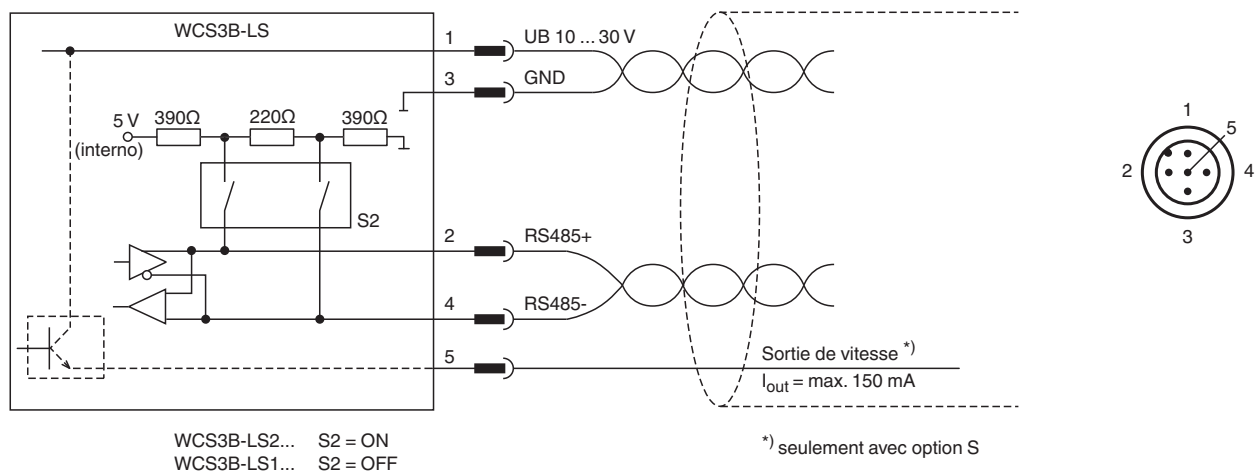 WCS3B-LS
1
UB 10 ... 30 V
3
GND
5 V
(interno)
390Ω
220Ω
390Ω
S2
2
RS485+
4
RS485-
5
Sortie de vitesse *)
Iout = max. 150 mA
1
5
2
4
3
WCS3B-LS2... S2 = ON
WCS3B-LS1... S2 = OFF
*) seulement avec option S